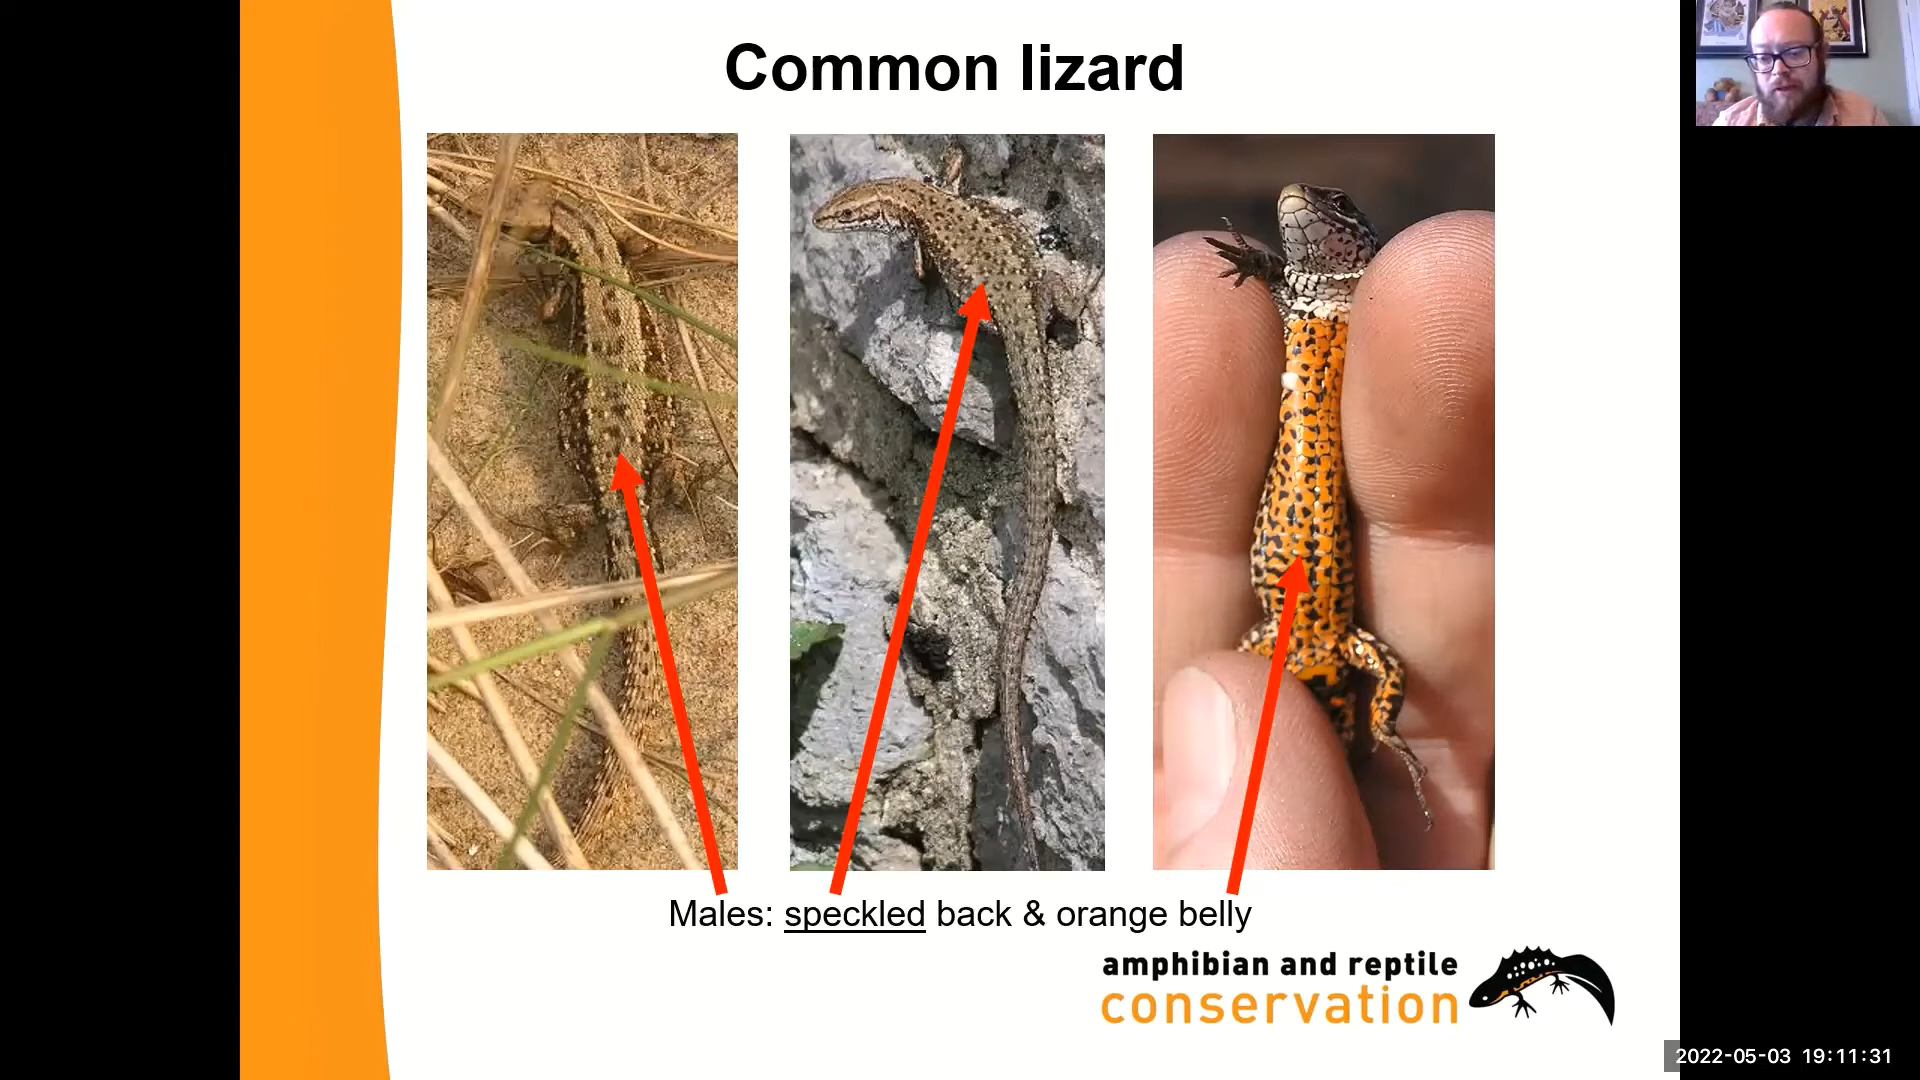 Common lizard
Males: speckled back & orange belly
amphibian and reptile
conservation
2022-05-03 19:11:31